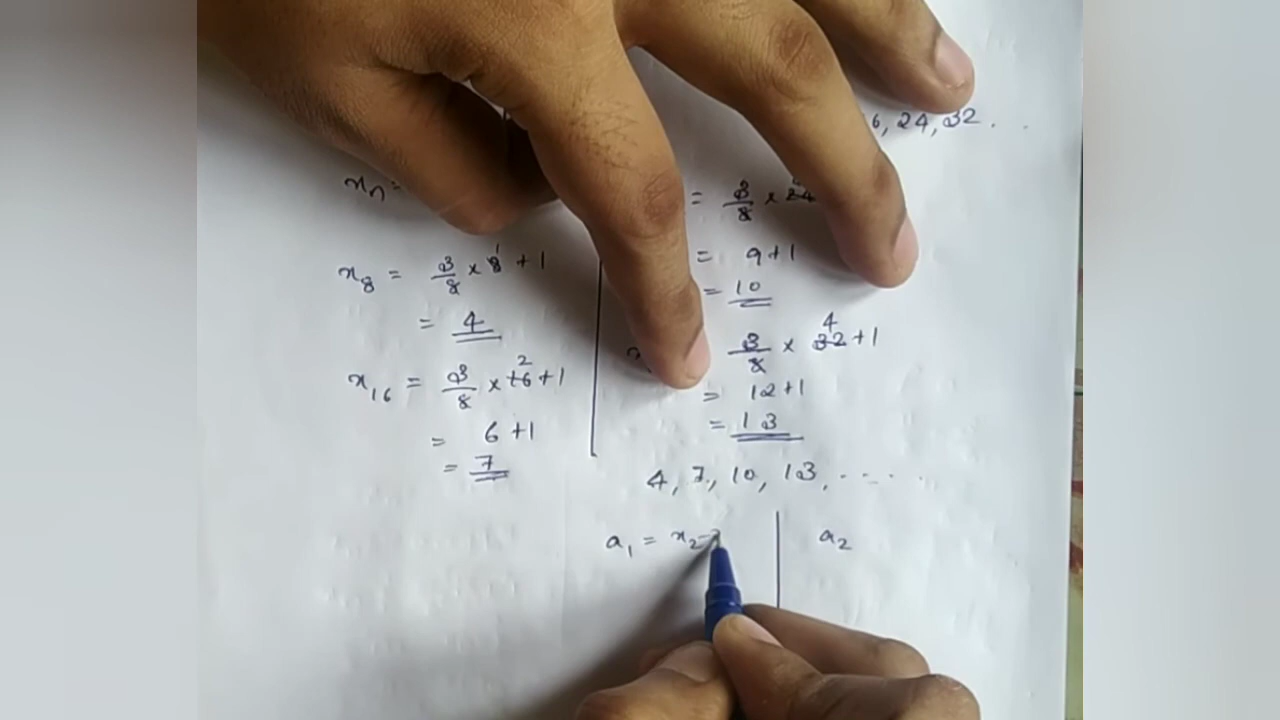 6, 24, 32 . .
xₙ =
x₈ = 3/8 × 8 1 + 1
= 4
x₁₆ = 3/8 × 16 2 + 1
= 6 + 1
= 7
= 3/8 × 24
= 9 + 1
= 10
3/8 × 32 4 + 1
= 12 + 1
= 13
4, 7, 10, 13, . . . . .
a₁ = x₂ -
a₂